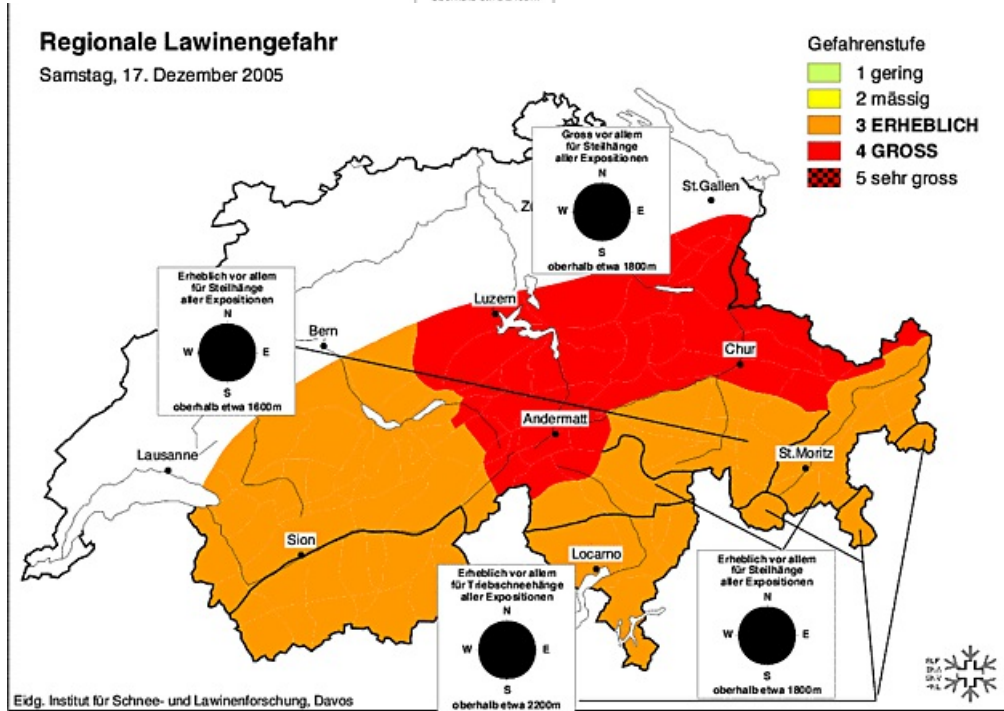 Regionale Lawinengefahr
Samstag, 17. Dezember 2005
Gefahrenstufe
1 gering
2 mässig
3 ERHEBLICH
4 GROSS
5 sehr gross
Gross vor allem
für Steilhänge
aller Expositionen
N
W E
S
oberhalb etwa 1800m
St.Gallen
Erheblich vor allem
für Steilhänge
aller Expositionen
N
W E
S
oberhalb etwa 1600m
Luzern
Bern
Chur
Andermatt
Lausanne
St.Moritz
Sion
Locarno
Erheblich vor allem
für Triebschneehänge
aller Expositionen
N
W E
S
oberhalb etwa 2200m
Erheblich vor allem
für Steilhänge
aller Expositionen
N
W E
S
oberhalb etwa 1800m
Eidg. Institut für Schnee- und Lawinenforschung, Davos